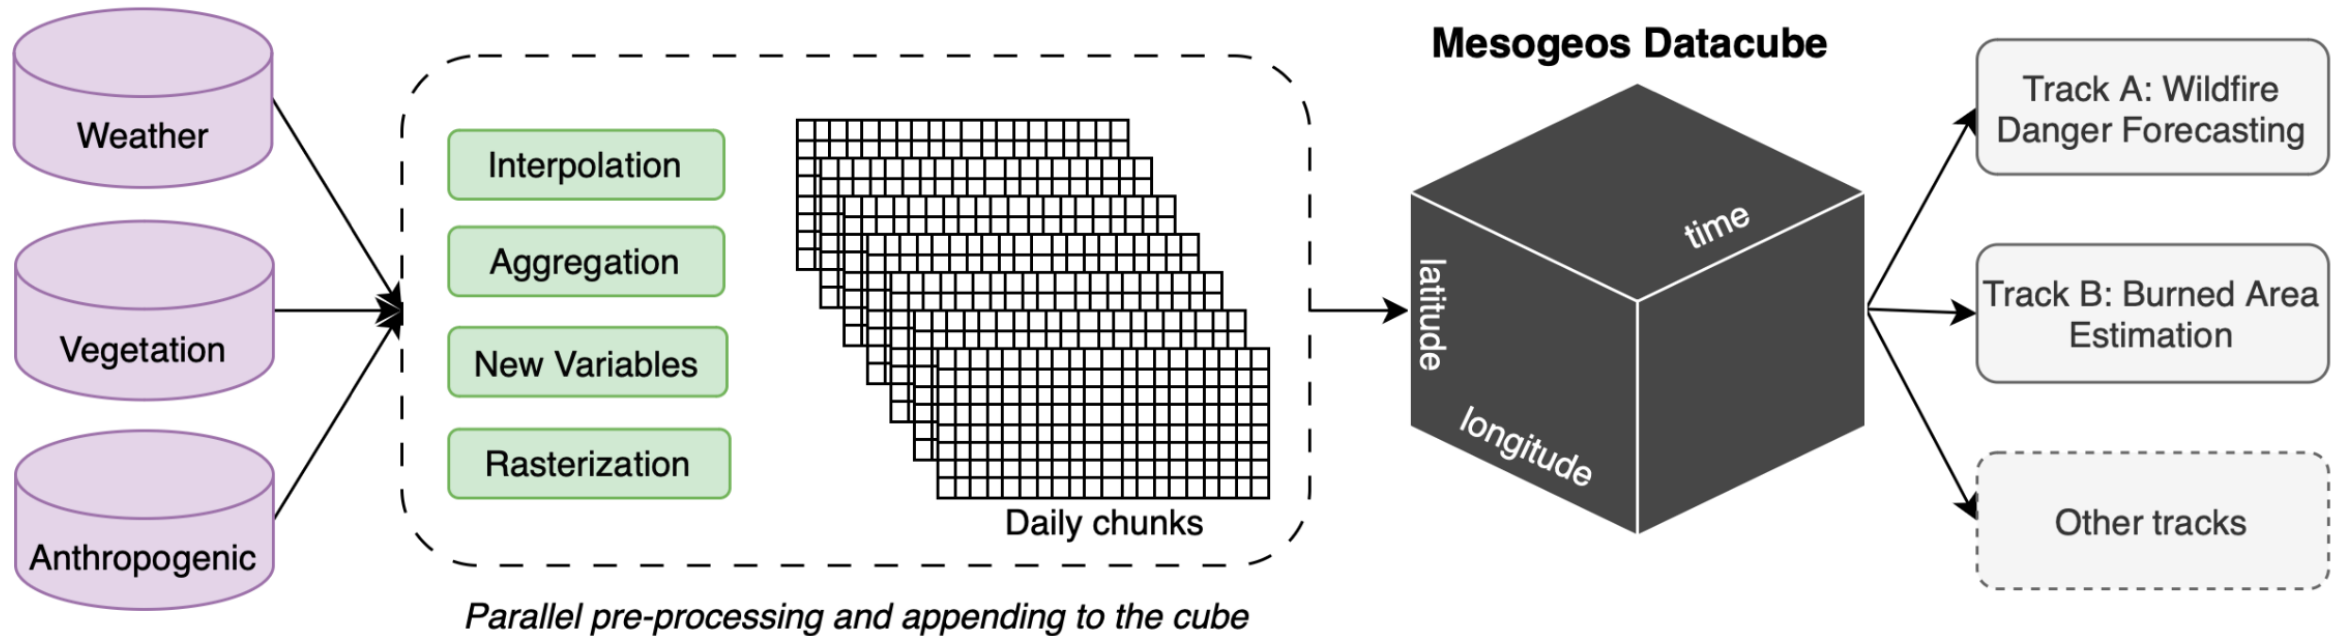 Weather
Vegetation
Anthropogenic
Interpolation
Aggregation
New Variables
Rasterization
Daily chunks
Parallel pre-processing and appending to the cube
Mesogeos Datacube
time
latitude
longitude
Track A: Wildfire
Danger Forecasting
Track B: Burned Area
Estimation
Other tracks